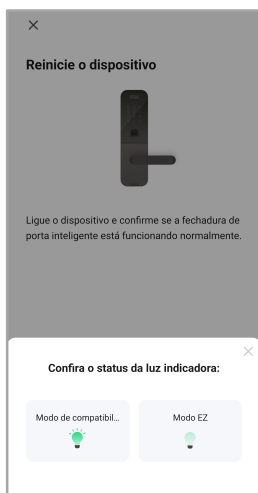 Reinicie o dispositivo
Ligue o dispositivo e confirme se a fechadura de
porta inteligente está funcionando normalmente.
Confira o status da luz indicadora:
Modo de compatibil...
Modo EZ